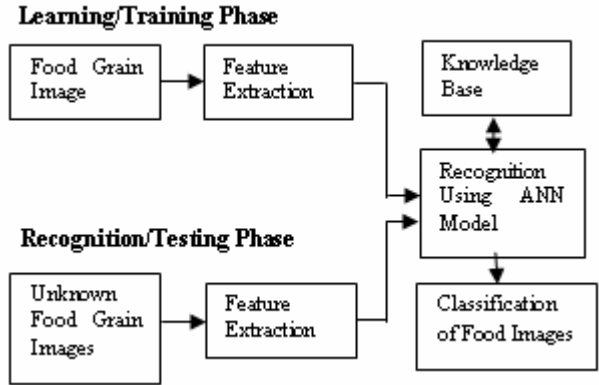 Learning/Training Phase
Food Grain
Image
Feature
Extraction
Knowledge
Base
Recognition
Using ANN
Model
Recognition/Testing Phase
Unknown
Food Grain
Images
Feature
Extraction
Classification
of Food Images